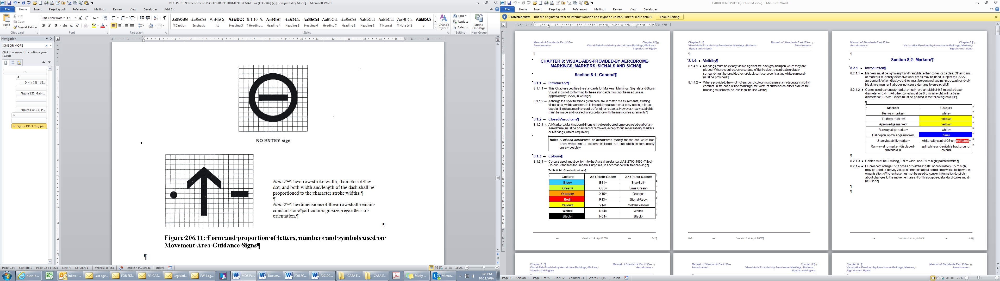 MOS Part 139 amendment MAJOR PIR INSTRUMENT REMAKE ns (11Oct16) (2) [Compatibility Mode] - Microsoft Word
File Home Insert Page Layout References Mailings Review View Developer Add-Ins
Cut
Copy
Format Painter
Paste
Clipboard
Times New Rom 12
Font
Paragraph
AaBbCcDd AaBbCcL AaBbCc AaBbCc 9.1.10 A AaBbC AaBbCc AaBbCcI AaBbCcD AaBbCcL AaBbCcI AaBbCcI AaBbCc AaBbCc
¶ Caption Emphasis h1 Heading 3 ¶ Heading... Heading 4 Heading 5 Heading 6 Heading 7 Heading 8 Heading 9 ¶ Normal ¶ Note Lvl 1 p
Styles
Change Styles
Find
Replace
Select
Editing
Shrink One Page
New Group
Navigation
ONE OR MORE
Click the arrows to continue your search
D = k ((S1 - S2...
Figure 133: Gabl...
Figure 150.1-1: P...
Figure 196.3: Tug pa...
NO ENTRY sign
Note 1 The arrow stroke width, diameter of the
dot, and both width and length of the dash shall be
proportioned to the character stroke widths.¶
¶
Note 2 The dimensions of the arrow shall remain
constant for a particular sign size, regardless of
orientation.¶
¶
Figure 206.11: Form and proportion of letters, numbers and symbols used on
Movement Area Guidance Signs¶
¶
Page: 134 Section: 1 Page: 134 of 203 Line: 4 Column: 1 Words: 58,458 English (Australia) Insert 160%
push-b... Inbox - ... Last age... FOR EDI... RE: CAS... Legislati... FW: Leg... MOS Pa... Docum... F2012C... F2010C... CASA E... CASA E... Sticky ... Micros...
3:48 PM
10/11/2016
F2010C00691VOL03 (Protected View) - Microsoft Word
File Home Insert Page Layout References Mailings Review View Developer
Protected View This file originated from an Internet location and might be unsafe. Click for more details. Enable Editing
Manual of Standards Part 139—
Aerodromes
Chapter 8
Visual Aids Provided by Aerodrome Markings, Markers,
Signals and Signs
CHAPTER 8: VISUAL AIDS PROVIDED BY AERODROME
MARKINGS, MARKERS, SIGNALS AND SIGNS¶
Section 8.1: General¶
8.1.1 Introduction¶
8.1.1.1 This Chapter specifies the standards for Markers, Markings, Signals and Signs.
Visual aids not conforming to these standards must not be used unless
approved by CASA, in writing.¶
8.1.1.2 Although the specifications given here are in metric measurements, existing
visual aids, which were made to Imperial measurements, may continue to be
used until replacement is required for other reasons. However, new visual aids
must be made and located in accordance with the metric measurements.¶
8.1.2 Closed Aerodrome¶
8.1.2.1 All Markers, Markings and Signs on a closed aerodrome or closed part of an
aerodrome, must be obscured or removed, except for unserviceability Markers
or Markings, where required.¶
Note: A closed aerodrome or aerodrome facility means one which has
been withdrawn or decommissioned, not one which is temporarily
unserviceable.
8.1.3 Colours¶
8.1.3.1 Colours used, must conform to the Australian standard AS 2700-1996, Titled
Colour Standards for General Purposes, in accordance with the following:¶
Table 8.1-1: Standard colours¶
Colour AS Colour Code AS Colour Name
Blue B41 Blue Bell
Green G35 Lime Green
Orange X15 Orange
Red R13 Signal Red
Yellow Y14 Golden Yellow
White N14 White
Black N61 Black
Version 1.4: April 2008 8-1¶
Chapter 8: ¶
Visual Aids Provided by Aerodrome Markings, Markers,
Signals and Signs
Manual of Standards Part 139—
Aerodromes
8.1.4 Visibility¶
8.1.4.1 Markings must be clearly visible against the background upon which they are
placed. Where required, on a surface of light colour, a contrasting black
surround must be provided: on a black surface, a contrasting white surround
must be provided.¶
8.1.4.2 Where provided, the width of surround colour must ensure an adequate visibility
contrast. In the case of line markings, the width of surround on either side of the
marking must not to be less than the line width.¶
8-2 Version 1.4: April 2008¶
Manual of Standards Part 139—
Aerodromes
Chapter 8
Visual Aids Provided by Aerodrome Markings, Markers,
Signals and Signs
Section 8.2: Markers¶
8.2.1 Introduction¶
8.2.1.1 Markers must be lightweight and frangible; either cones or gables. Other forms
of markers to identify extensive work areas may be used, subject to CASA
agreement. When displayed, they must be secured against prop wash and jet
blast, in a manner that does not cause damage to an aircraft.¶
8.2.1.2 Cones used as runway markers must have a height of 0.3 m and a base
diameter of 0.4 m. All other cones must be 0.5 m in height, with a base
diameter of 0.75 m. Cones must be painted in the following colours:¶
Marker Colour
Runway marker white
Taxiway marker yellow
Apron edge marker yellow
Runway strip marker white
Helicopter apron edge marker blue
Unserviceability marker white, with central 25 cm red band
Runway strip marker (displaced threshold.) split white and suitable background colour
8.2.1.3 Gables must be 3 m long, 0.9 m wide, and 0.5 m high; painted white.¶
8.2.1.4 Fluorescent orange PVC cones or 'witches' hats' approximately 0.5 m high,
may be used to convey visual information about aerodrome works to the works
organisation. Witches hats must not be used to convey information to pilots
about changes to the movement area. For this purpose, standard cones must
be used.¶
Version 1.4: April 2008 8-3¶
Chapter 8: ¶
Visual Aids Provided by Aerodrome Markings, Markers,
Signals and Signs
Manual of Standards Part 139—
Aerodromes
Manual of Standards Part 139—
Aerodromes
Chapter 8: ¶
Visual Aids Provided by Aerodrome Markings, Markers,
Signals and Signs
Chapter 8: ¶
Visual Aids Provided by Aerodrome Markings, Markers,
Signals and Signs
Manual of Standards Part 139—
Aerodromes
Page: 1 Section: 1 Page: 1 of 92 Line: 12 Column: 23 Words: 13,001 Insert 75%